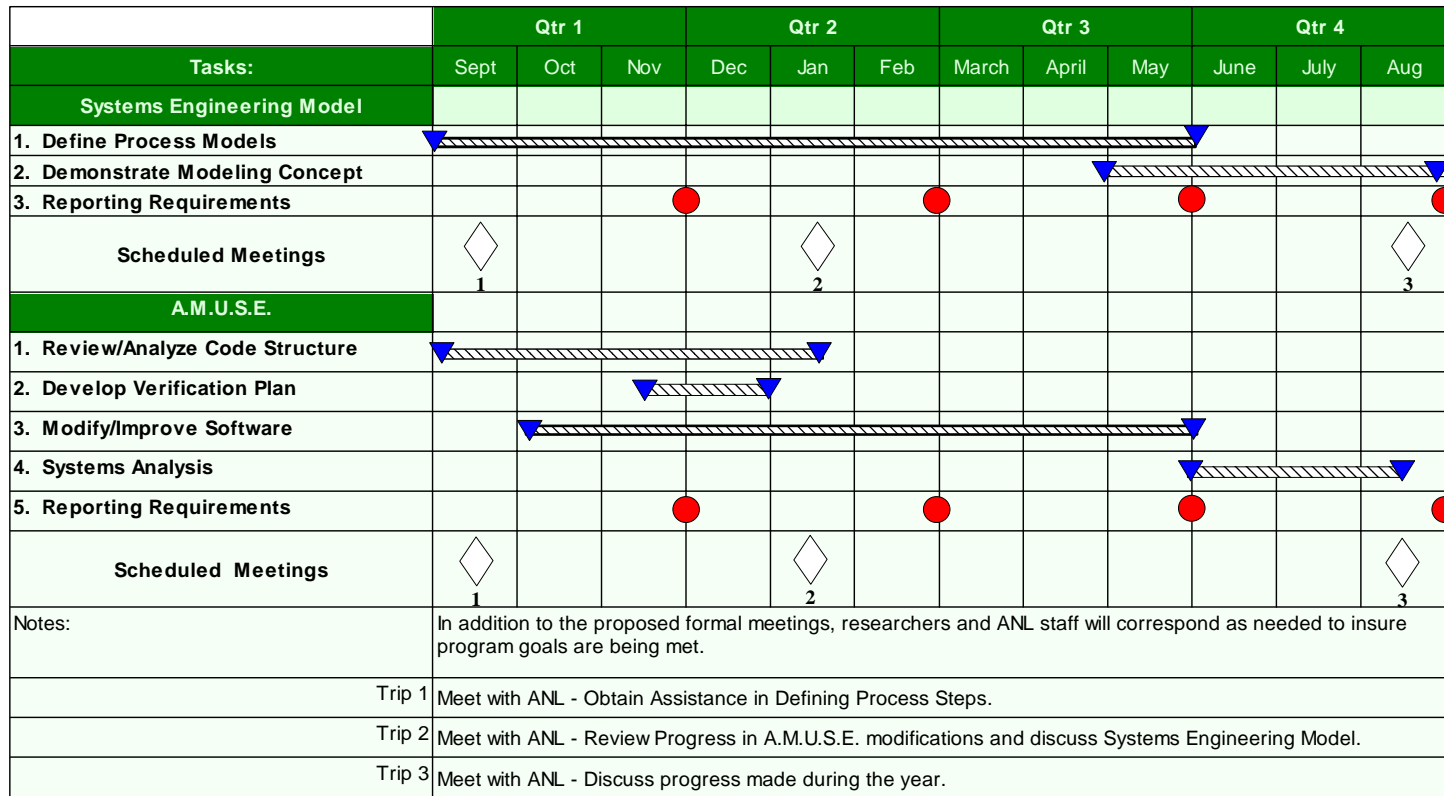 Qtr 1 Qtr 2 Qtr 3 Qtr 4
Tasks: Sept Oct Nov Dec Jan Feb March April May June July Aug
Systems Engineering Model
1. Define Process Models
2. Demonstrate Modeling Concept
3. Reporting Requirements
Scheduled Meetings
1 2 3
A.M.U.S.E.
1. Review/Analyze Code Structure
2. Develop Verification Plan
3. Modify/Improve Software
4. Systems Analysis
5. Reporting Requirements
Scheduled Meetings
1 2 3
Notes: In addition to the proposed formal meetings, researchers and ANL staff will correspond as needed to insure
program goals are being met.
Trip 1 Meet with ANL - Obtain Assistance in Defining Process Steps.
Trip 2 Meet with ANL - Review Progress in A.M.U.S.E. modifications and discuss Systems Engineering Model.
Trip 3 Meet with ANL - Discuss progress made during the year.